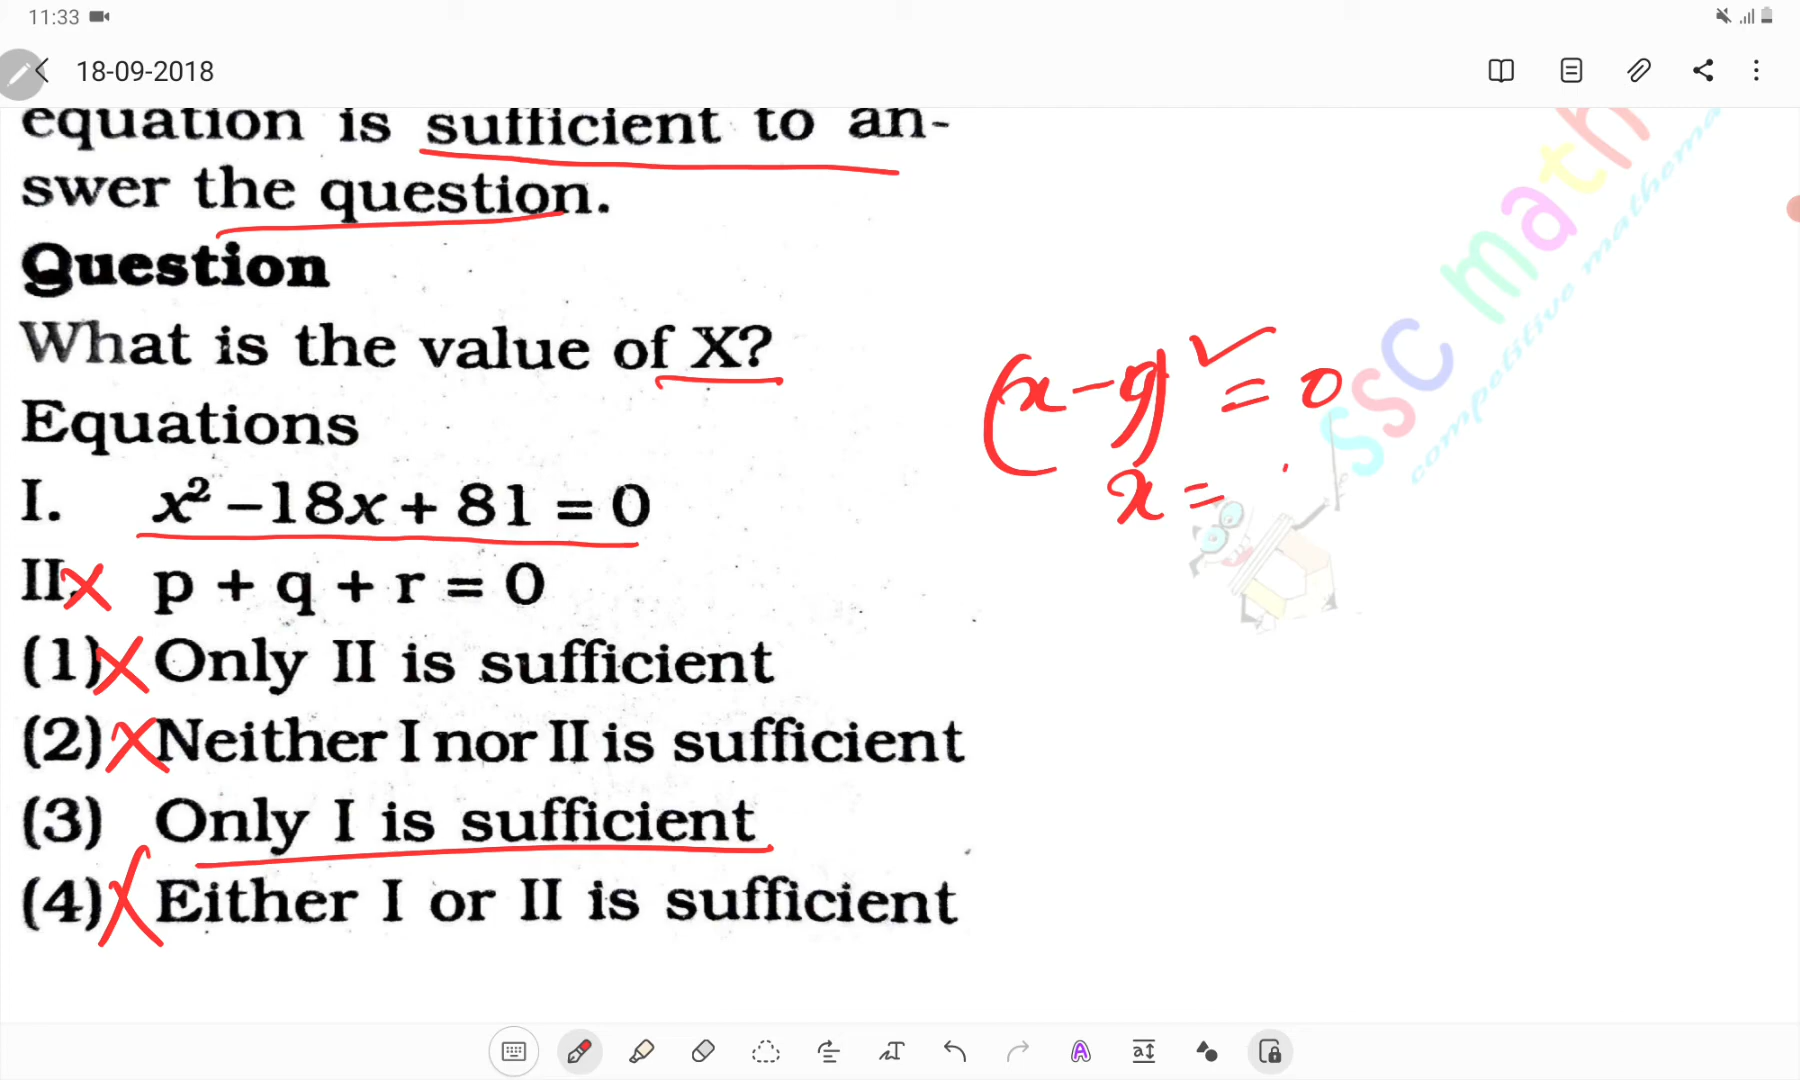 11:33
18-09-2018
equation is sufficient to an-
swer the question.
Question
What is the value of X?
Equations
I. x² – 18x + 81 = 0
II. p + q + r = 0
(1) Only II is sufficient
(2) Neither I nor II is sufficient
(3) Only I is sufficient
(4) Either I or II is sufficient
(x - 9) = 0
x =
SSC math
competitive mathema